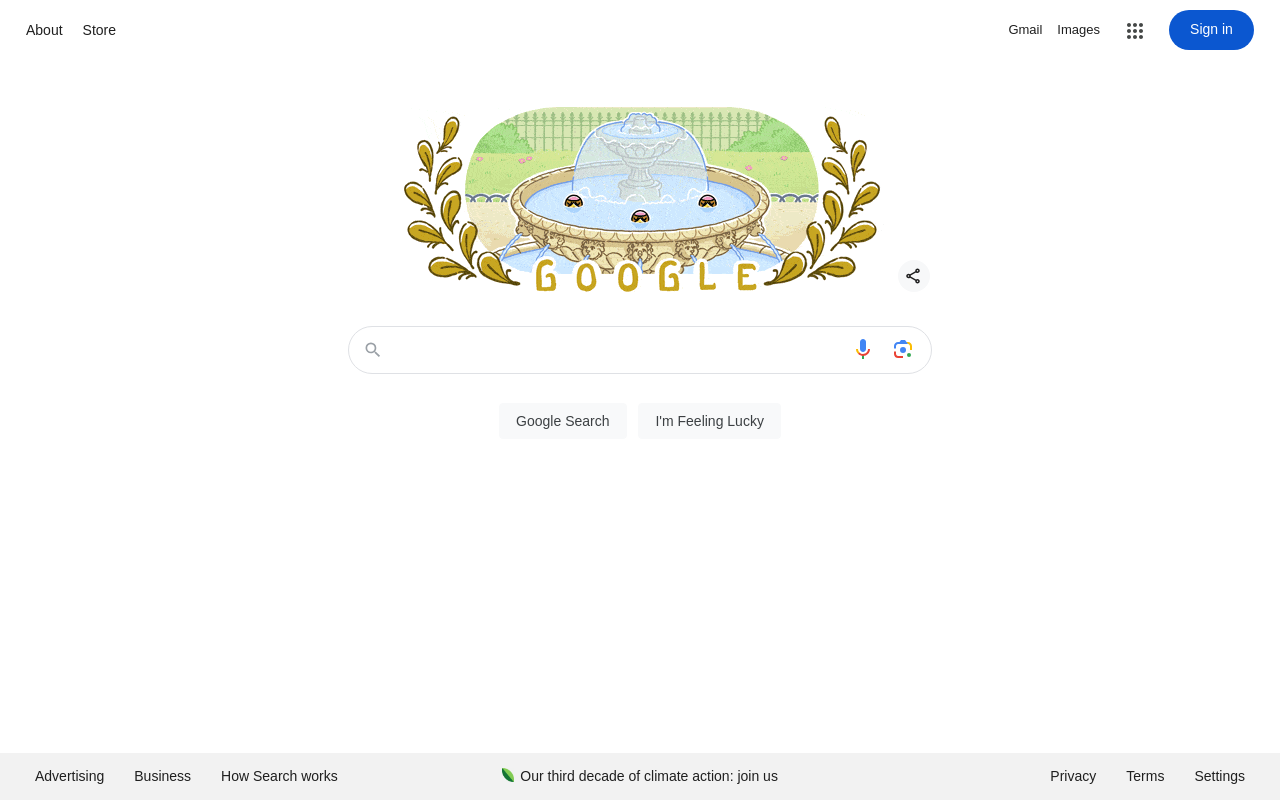 About Store Gmail Images Sign in
GOOGLE
Google Search I'm Feeling Lucky
Advertising Business How Search works Our third decade of climate action: join us Privacy Terms Settings